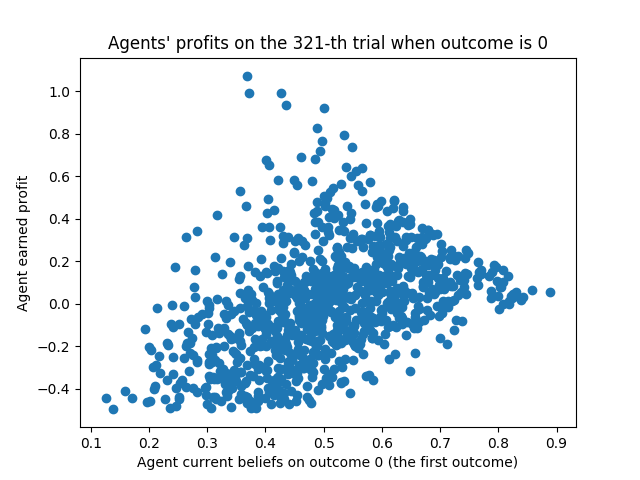 Agents' profits on the 321-th trial when outcome is 0
Agent earned profit
1.0
0.8
0.6
0.4
0.2
0.0
−0.2
−0.4
0.1 0.2 0.3 0.4 0.5 0.6 0.7 0.8 0.9
Agent current beliefs on outcome 0 (the first outcome)